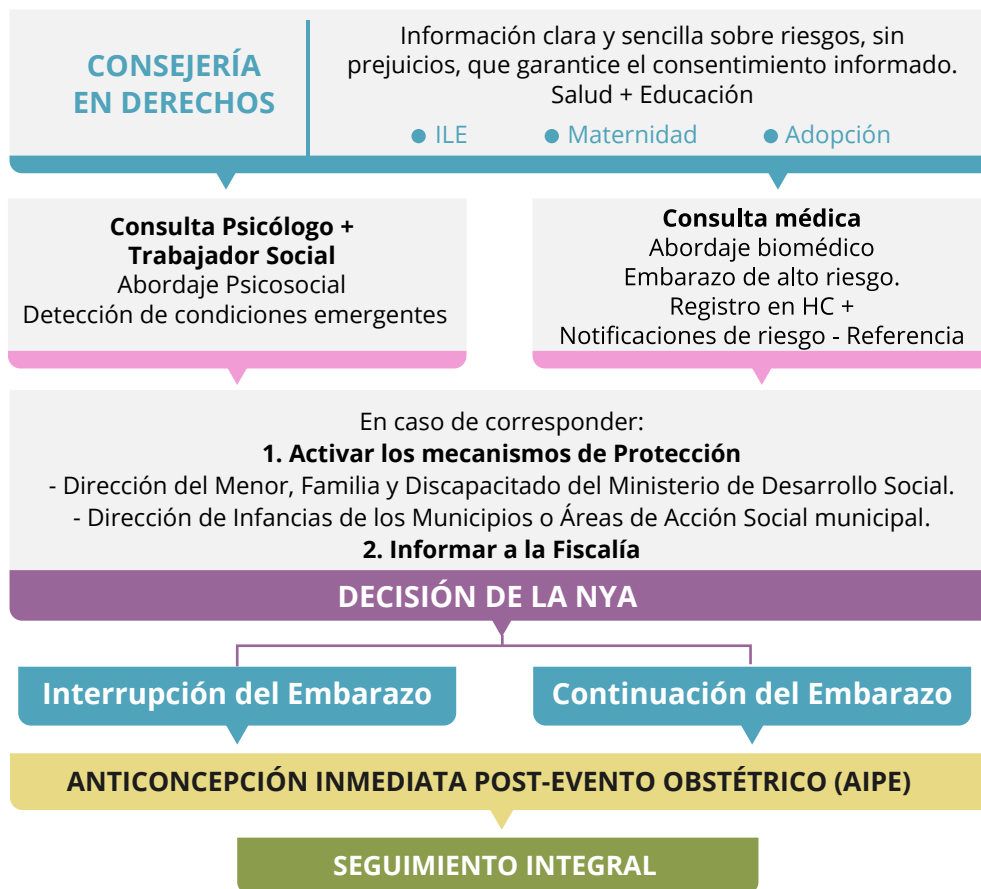 CONSEJERÍA
EN DERECHOS
Información clara y sencilla sobre riesgos, sin
prejuicios, que garantice el consentimiento informado.
Salud + Educación
● ILE
● Maternidad
● Adopción
Consulta Psicólogo +
Trabajador Social
Abordaje Psicosocial
Detección de condiciones emergentes
Consulta médica
Abordaje biomédico
Embarazo de alto riesgo.
Registro en HC +
Notificaciones de riesgo - Referencia
En caso de corresponder:
1. Activar los mecanismos de Protección
- Dirección del Menor, Familia y Discapacitado del Ministerio de Desarrollo Social.
- Dirección de Infancias de los Municipios o Áreas de Acción Social municipal.
2. Informar a la Fiscalía
DECISIÓN DE LA NYA
Interrupción del Embarazo
Continuación del Embarazo
ANTICONCEPCIÓN INMEDIATA POST-EVENTO OBSTÉTRICO (AIPE)
SEGUIMIENTO INTEGRAL